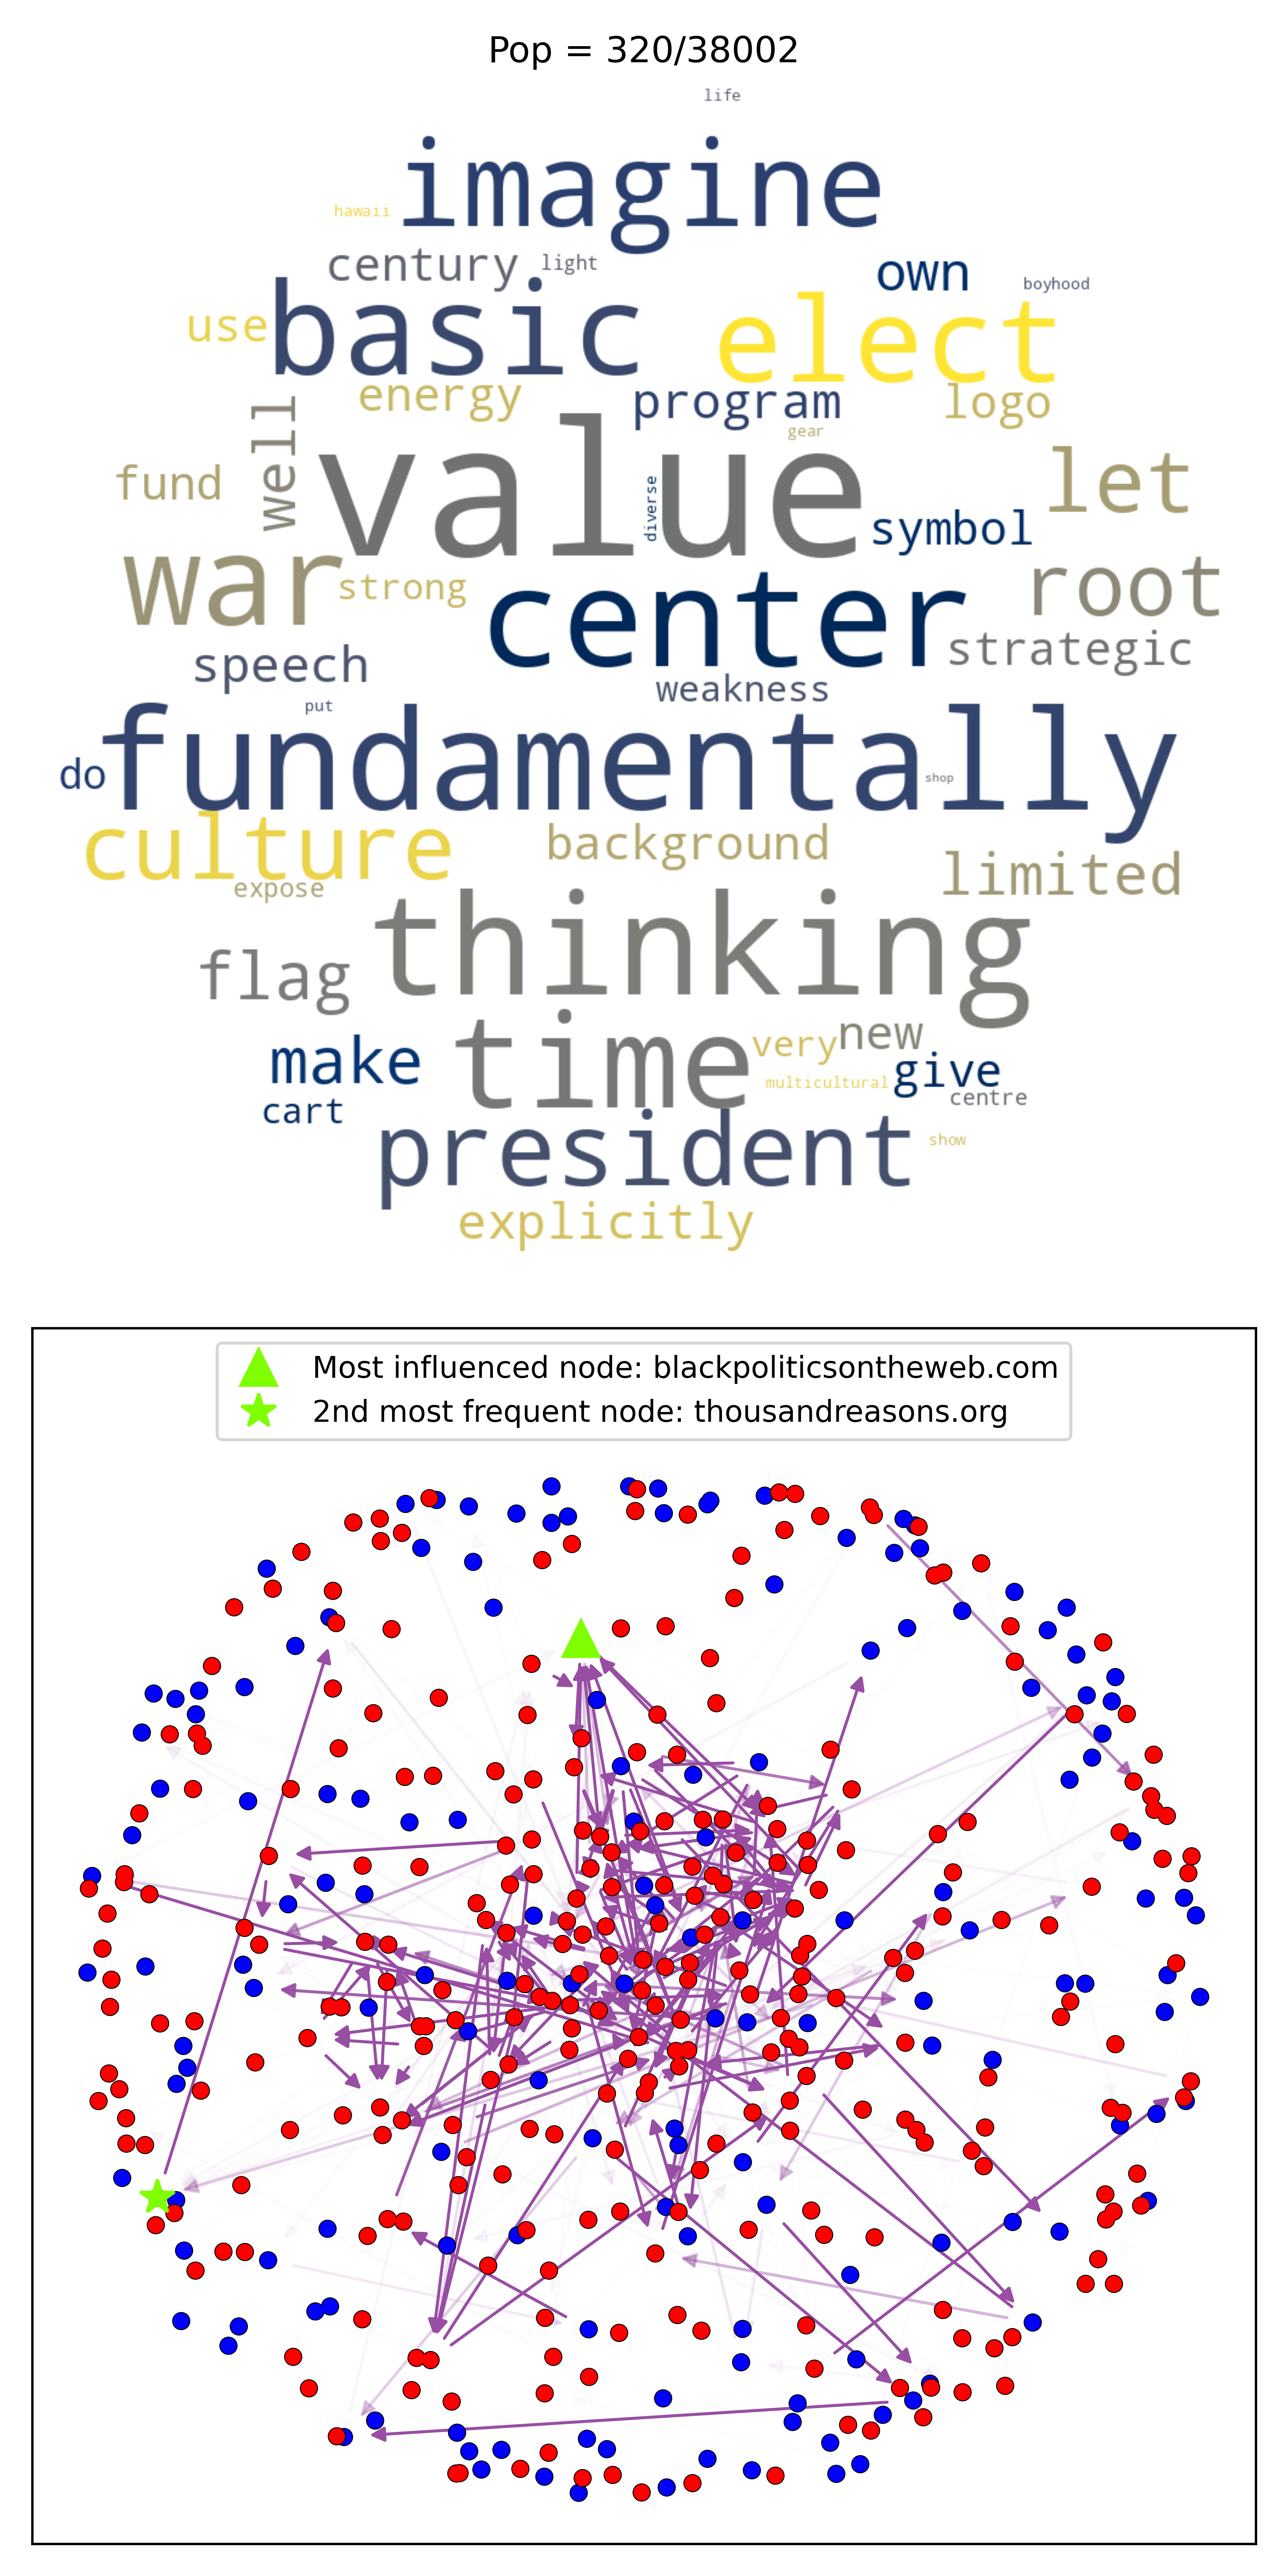 Pop = 320/38002
life
imagine
hawaii
century light own boyhood
use basic elect
energy program logo
gear
well value let
fund diverse symbol
war strong center root
strategic
speech weakness
put
do fundamentally shop
culture background limited
expose
thinking
flag
time very new
make multicultural give
cart centre
president show
explicitly
Most influenced node: blackpoliticsontheweb.com
2nd most frequent node: thousandreasons.org